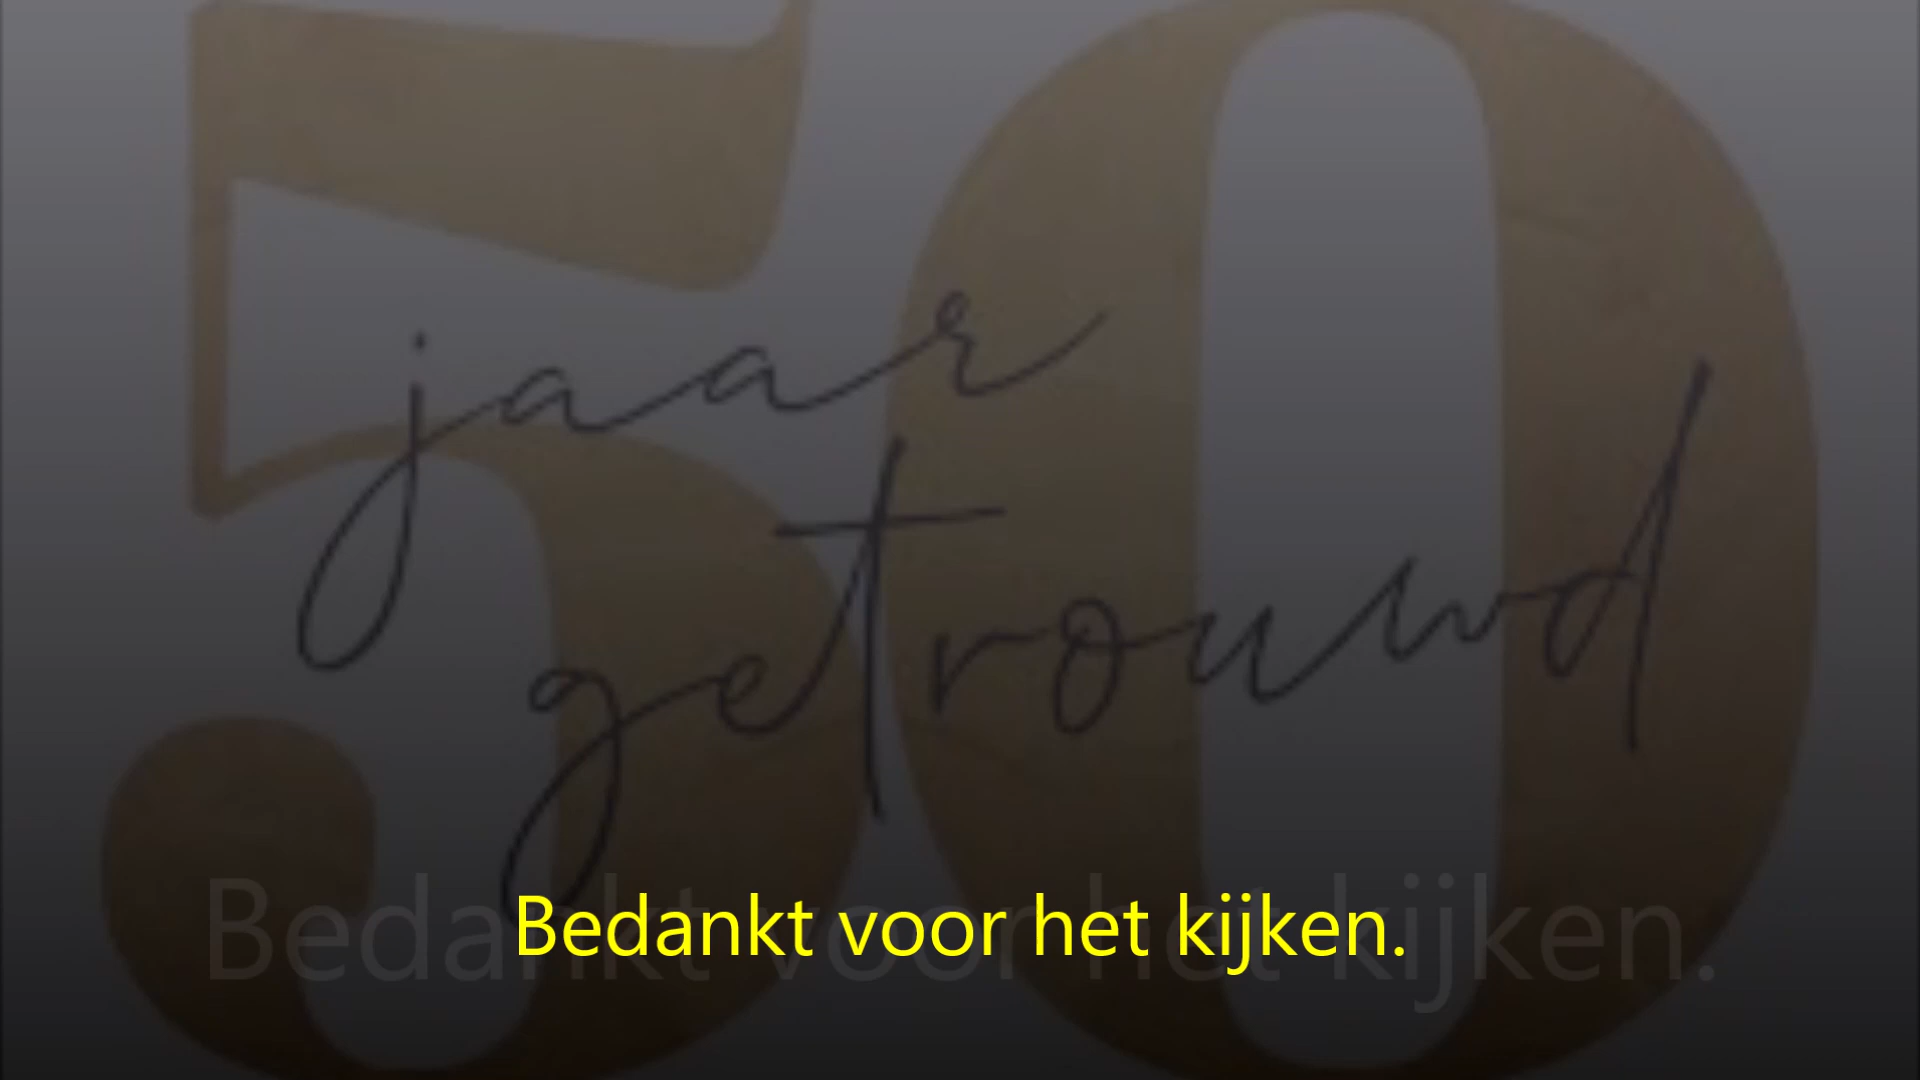 50
jaar
getrouwd
Bedankt voor het kijken.
Bedankt voor het kijken.